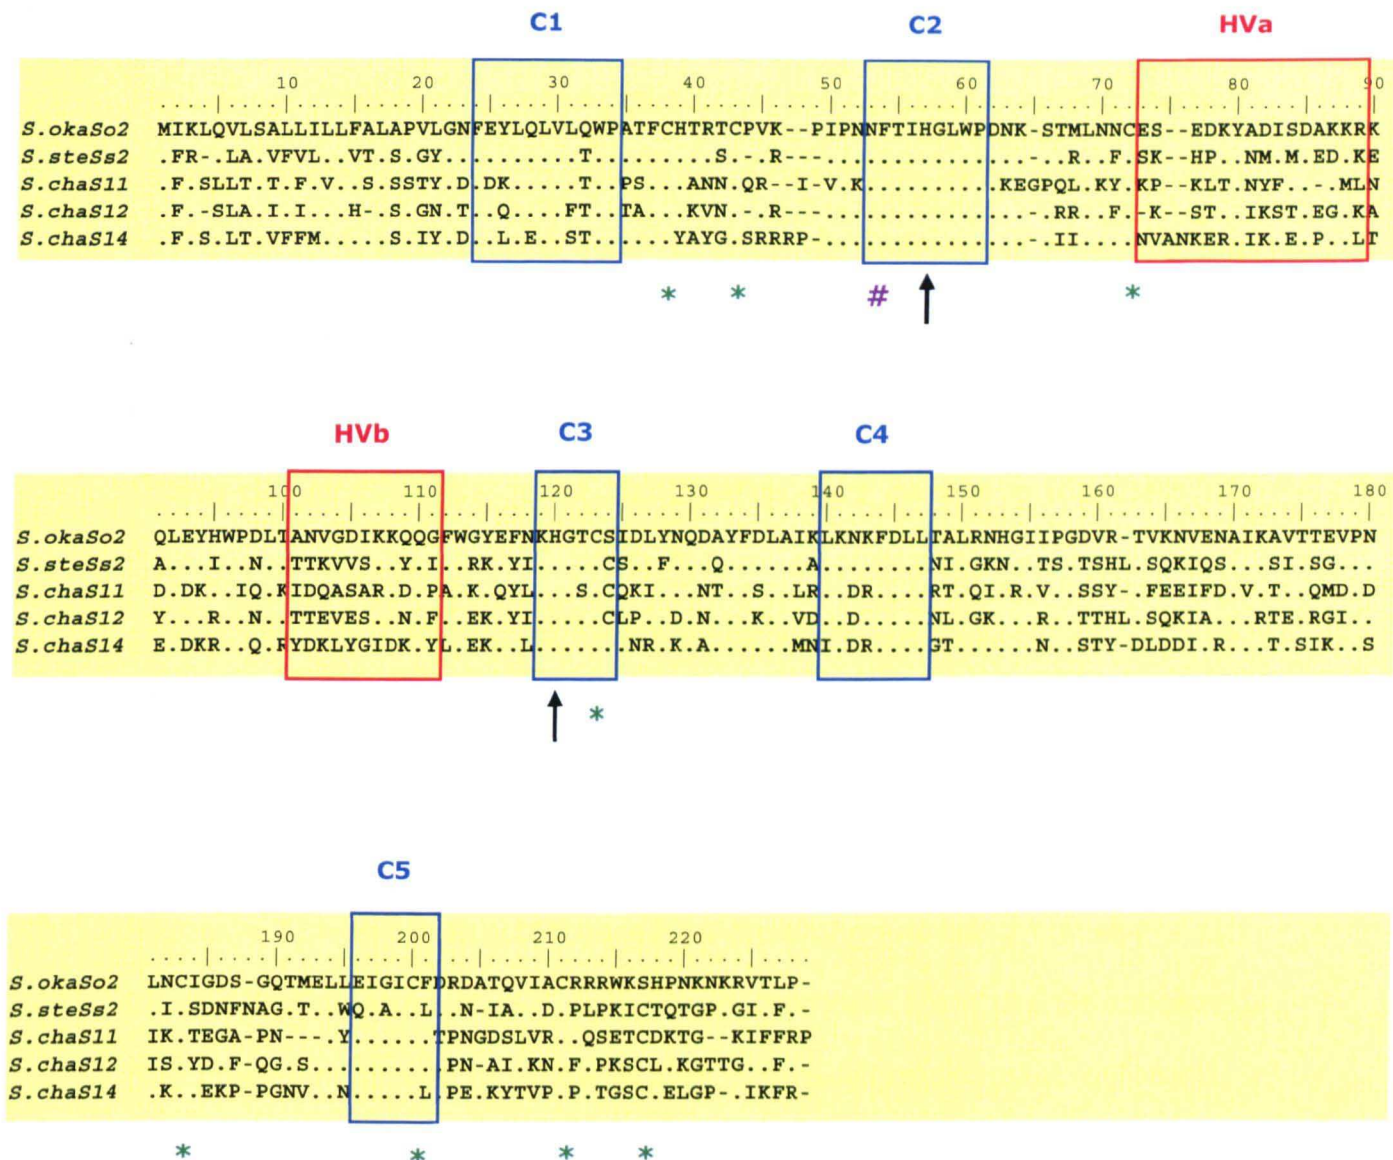 C1 C2 HVa
10 20 30 40 50 60 70 80 90
S.okaSo2 MIKLQVLSALLILLFALAPVLGNFEYLQLVLQWPATFCHTRTCPVK--PIPNNFTIHGLWPDNK-STMLNNCES--EDKYADISDAKKRK
S.steSs2 .FR-.LA.VFVL..VT.S.GY...........T.........S.-.R---..................-..R..F.SK--HP..NM.M.ED.KE
S.chaS11 .F.SLLT.T.F.V..S.SSTY.D.DK.....T..PS...ANN.QR--I-V.K..........KEGPQL.KY.KP--KLT.NYF...-.MLN
S.chaS12 .F.-SLA.I.I...H-.S.GN.T..Q....FT..TA...KVN.-.R---..................-.RR..F.-K--ST..IKST.EG.KA
S.chaS14 .F.S.LT.VFFM.....S.IY.D..L.E..ST......YAYG.SRRRP-................-.II....NVANKER.IK.E.P..LT
* * # *
HVb C3 C4
100 110 120 130 140 150 160 170 180
S.okaSo2 QLEYHWPDLTANVGDIKKQQGFWGYEFNKHGTCSIDLYNQDAYFDLAIKLKNKFDLLTALRNHGIIPGDVR-TVKNVENAIKAVTTEVPN
S.steSs2 A...I..N..TTKVVS..Y.I..RK.YI.....CS..F...Q......A........NI.GKN..TS.TSHL.SQKIQS...SI.SG...
S.chaS11 D.DK..IQ.KIDQASAR.D.PA.K.QYL...S.CQKI...NT..S..LR..DR....RT.QI.R.V..SSY-.FEEIFD.V.T..QMD.D
S.chaS12 Y...R..N..TTEVES..N.F..EK.YI.....CLP..D.N...K..VD..D.....NL.GK...R..TTHL.SQKIA...RTE.RGI..
S.chaS14 E.DKR..Q.RYDKLYGIDK.YL.EK..L.......NR.K.A......MNI.DR....GT......N..STY-DLDDI.R...T.SIK..S
*
C5
190 200 210 220
S.okaSo2 LNCIGDS-GQTMELLEIGICFDRDATQVIACRRRWKSHPNKNKRVTLP-
S.steSs2 .I.SDNFNAG.T..WQ.A..L..N-IA..D.PLPKICTQTGP.GI.F.-
S.chaS11 IK.TEGA-PN---.Y......TPNGDSLVR..QSETCDKTG--KIFFRP
S.chaS12 IS.YD.F-QG.S..........PN-AI.KN.F.PKSCL.KGTTG..F.-
S.chaS14 .K..EKP-PGNV..N.....L.PE.KYTVP.P.TGSC.ELGP-.IKFR-
* * * *